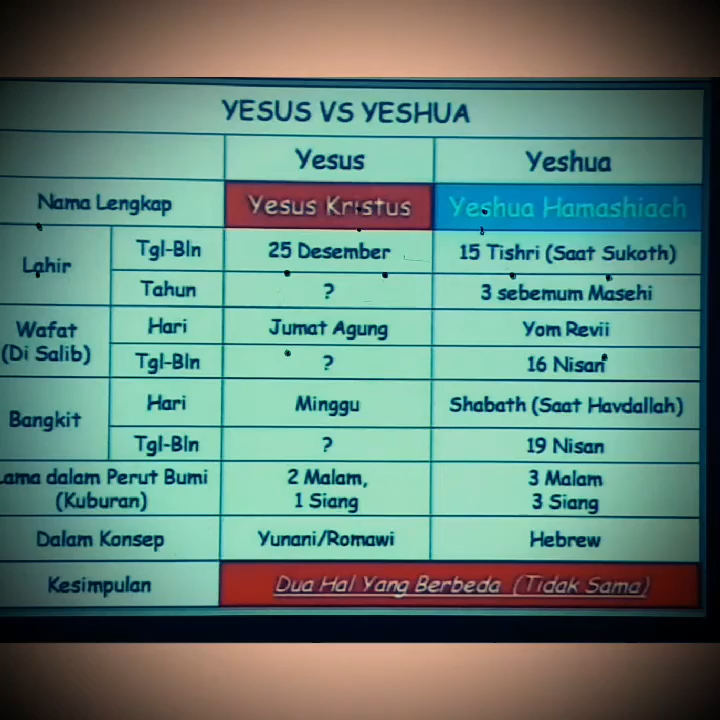 YESUS VS YESHUA
Yesus Yeshua
Nama Lengkap Yesus Kristus Yeshua Hamashiach
Lahir Tgl-Bln 25 Desember 15 Tishri (Saat Sukoth)
Tahun ? 3 sebemum Masehi
Wafat (Di Salib) Hari Jumat Agung Yom Revii
Tgl-Bln ? 16 Nisan
Bangkit Hari Minggu Shabath (Saat Havdallah)
Tgl-Bln ? 19 Nisan
Lama dalam Perut Bumi 2 Malam, 3 Malam
(Kuburan) 1 Siang 3 Siang
Dalam Konsep Yunani/Romawi Hebrew
Kesimpulan Dua Hal Yang Berbeda (Tidak Sama)